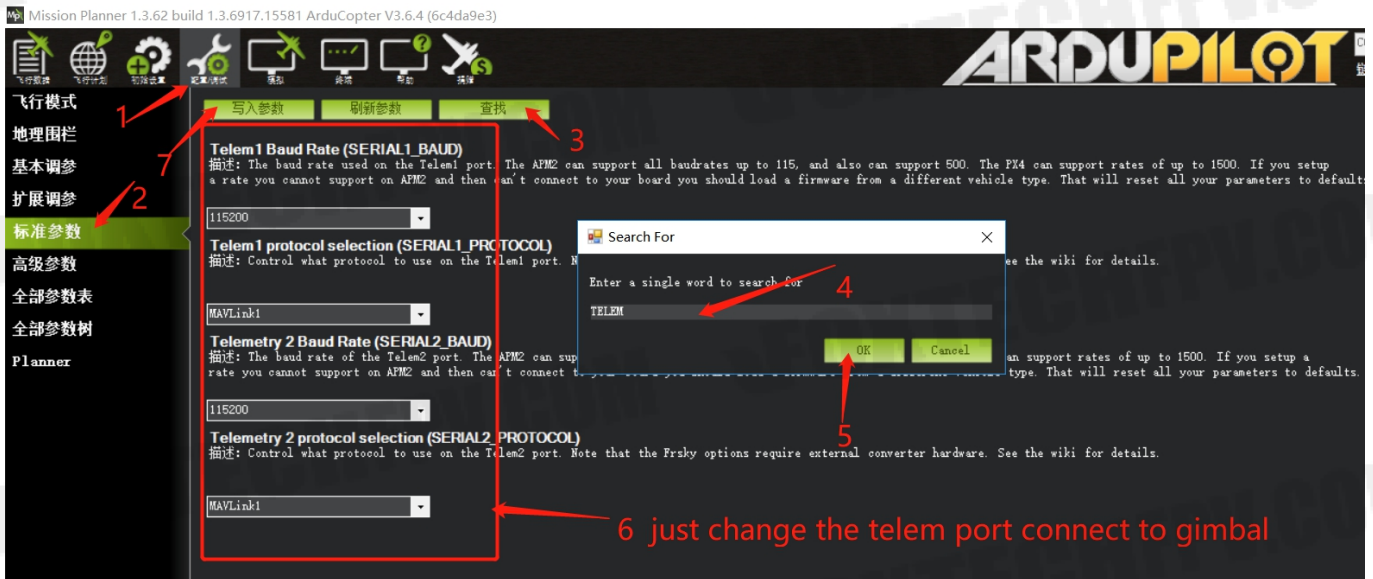 Mission Planner 1.3.62 build 1.3.6917.15581 ArduCopter V3.6.4 (6c4da9e3)
飞行数据 飞行计划 初始设置 配置/调试 模拟 终端 帮助 捐赠
ARDUPILOT
飞行模式
地理围栏
基本调参
扩展调参
标准参数
高级参数
全部参数表
全部参数树
Planner
1
2
7
写入参数 刷新参数 查找
3
Telem1 Baud Rate (SERIAL1_BAUD)
描述: The baud rate used on the Telem1 port. The APM2 can support all baudrates up to 115, and also can support 500. The PX4 can support rates of up to 1500. If you setup
a rate you cannot support on APM2 and then can't connect to your board you should load a firmware from a different vehicle type. That will reset all your parameters to default
115200
Telem1 protocol selection (SERIAL1_PROTOCOL)
描述: Control what protocol to use on the Telem1 port. N
ee the wiki for details.
MAVLink1
Telemetry 2 Baud Rate (SERIAL2_BAUD)
描述: The baud rate of the Telem2 port. The APM2 can sup
an support rates of up to 1500. If you setup a
rate you cannot support on APM2 and then can't connect t
type. That will reset all your parameters to defaults.
115200
Telemetry 2 protocol selection (SERIAL2_PROTOCOL)
描述: Control what protocol to use on the Telem2 port. Note that the Frsky options require external converter hardware. See the wiki for details.
MAVLink1
Search For
Enter a single word to search for
4
TELEM
OK Cancel
5
6 just change the telem port connect to gimbal